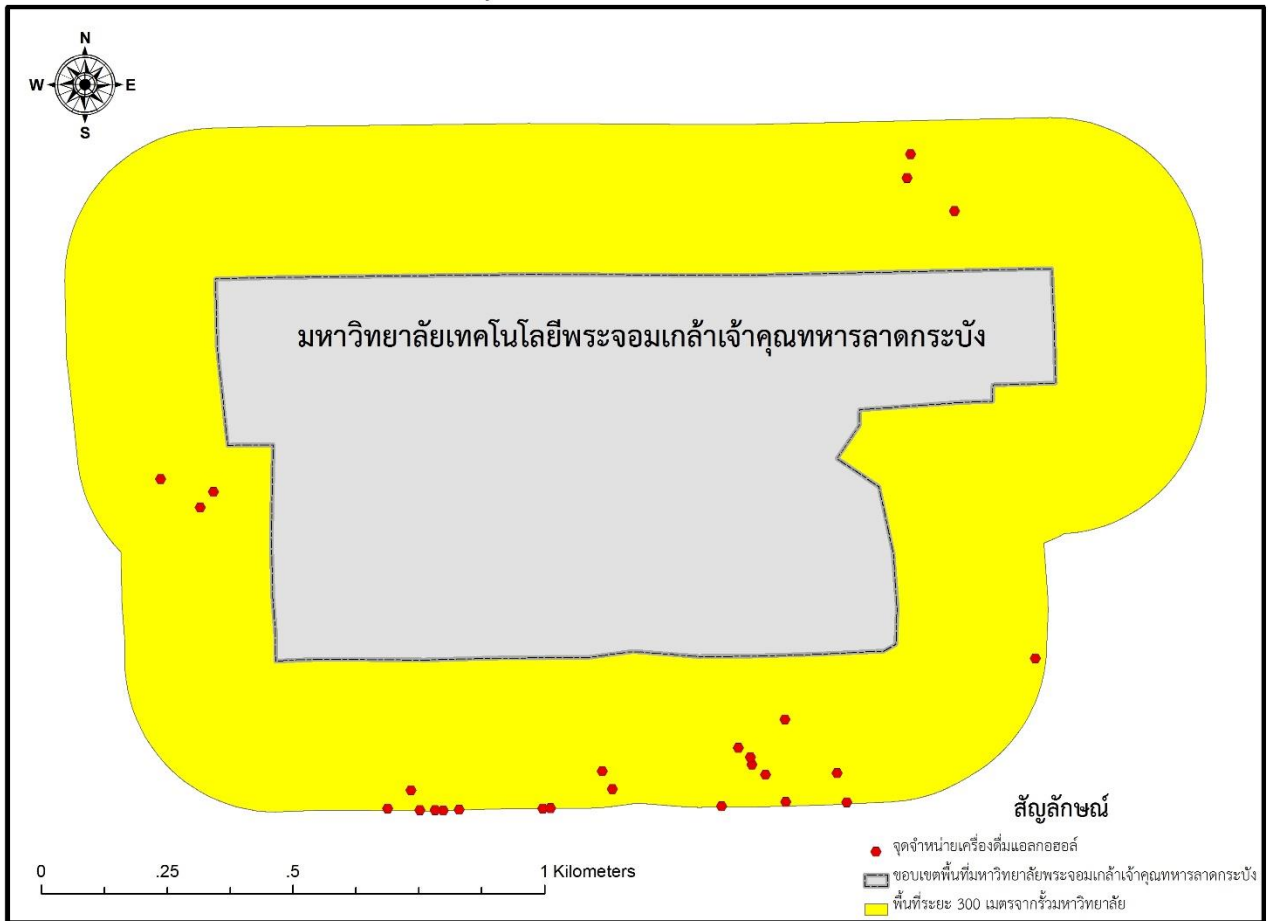 N
W E
S
มหาวิทยาลัยเทคโนโลยีพระจอมเกล้าเจ้าคุณทหารลาดกระบัง
สัญลักษณ์
จุดจำหน่ายเครื่องดื่มแอลกอฮอล์
ขอบเขตพื้นที่มหาวิทยาลัยพระจอมเกล้าเจ้าคุณทหารลาดกระบัง
พื้นที่ระยะ 300 เมตรจากรั้วมหาวิทยาลัย
0 .25 .5 1 Kilometers